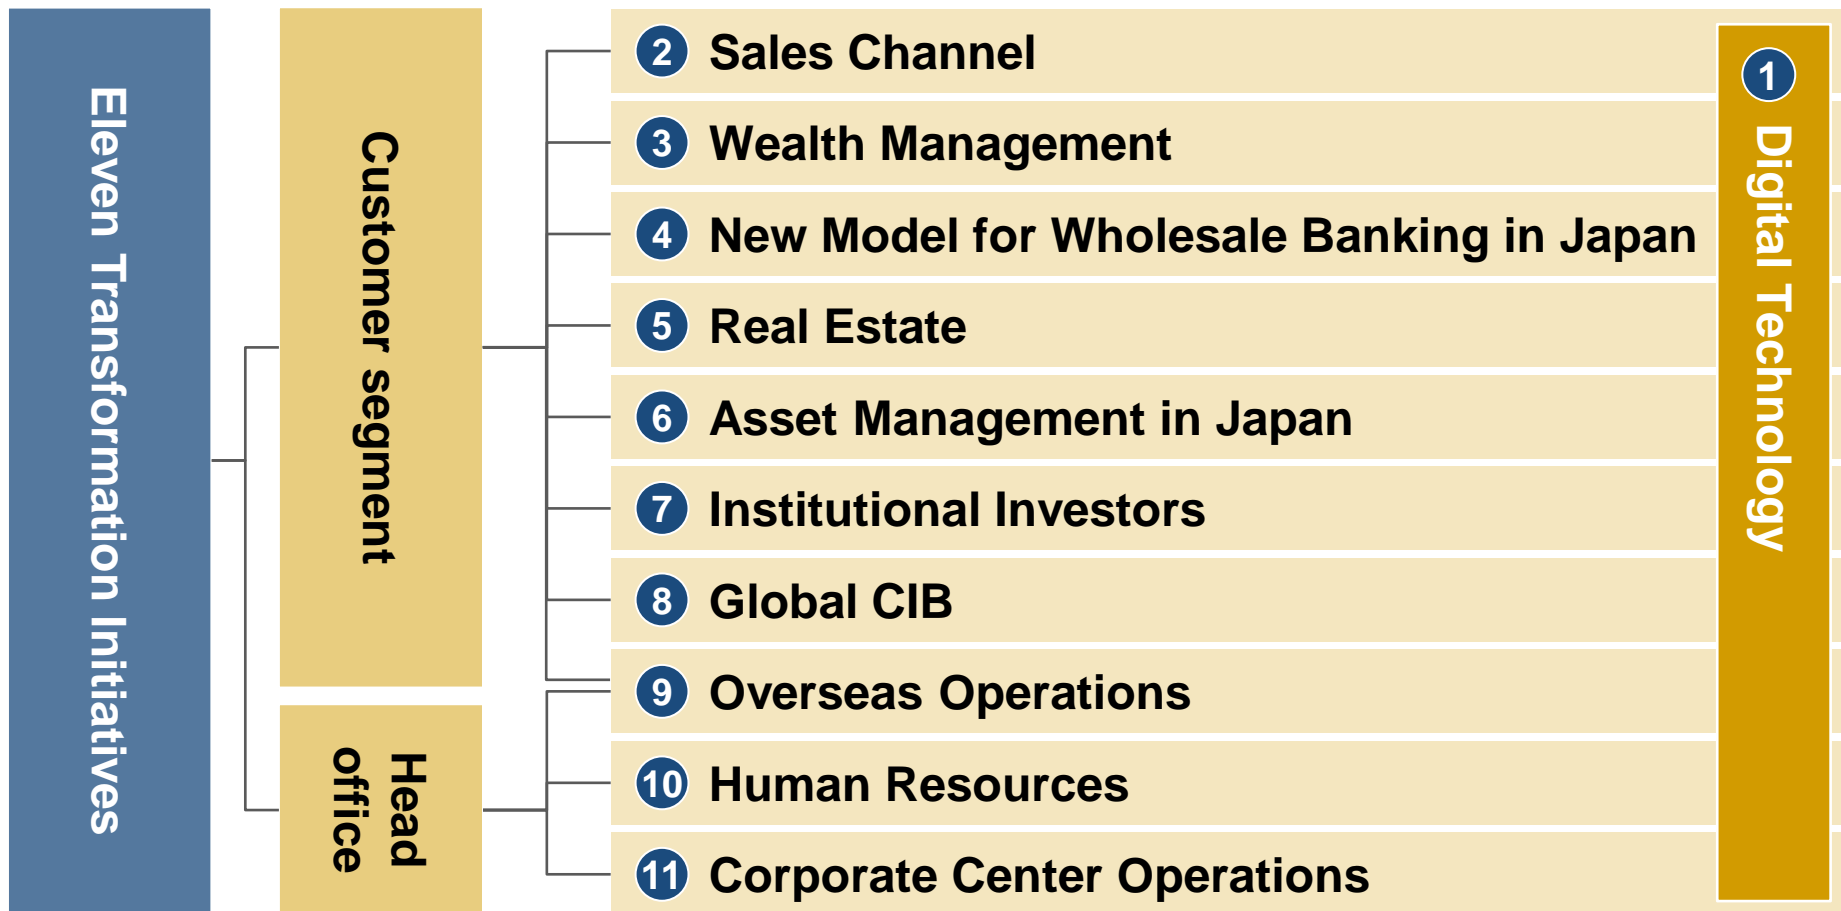 Eleven Transformation Initiatives
Customer segment
Head
office
2 Sales Channel
3 Wealth Management
4 New Model for Wholesale Banking in Japan
5 Real Estate
6 Asset Management in Japan
7 Institutional Investors
8 Global CIB
9 Overseas Operations
10 Human Resources
11 Corporate Center Operations
1 Digital Technology